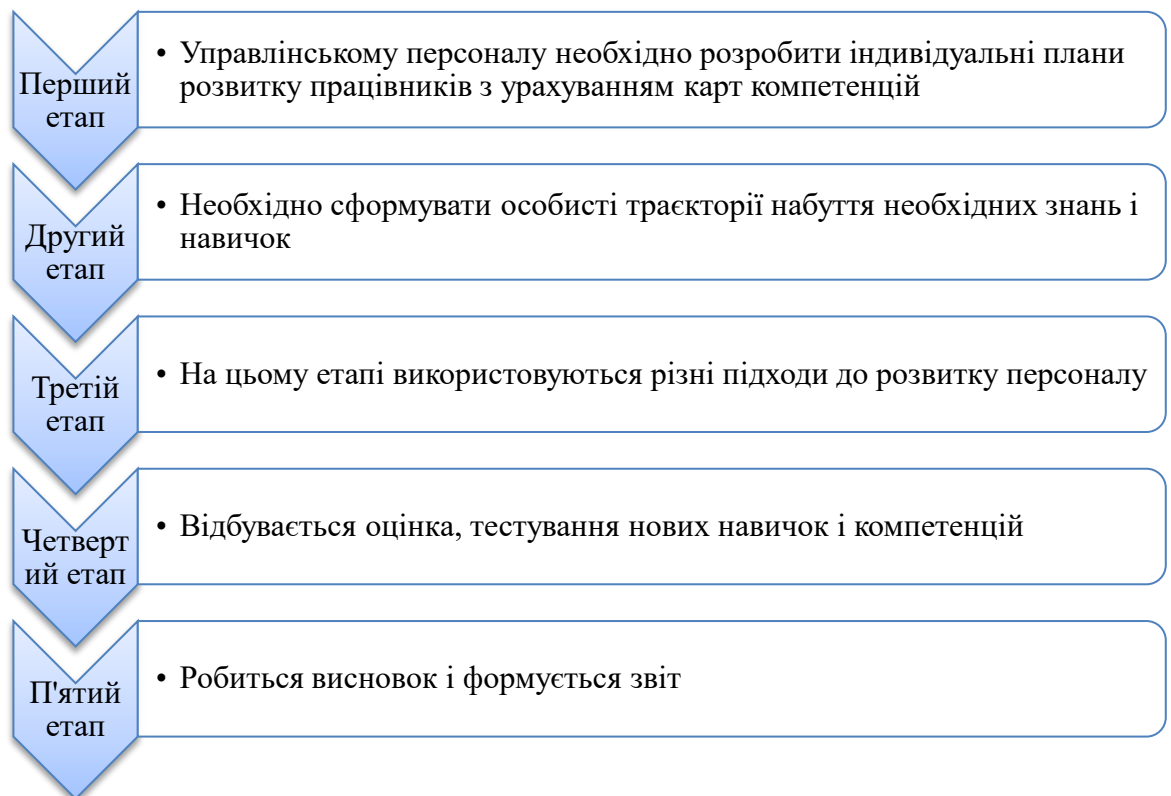 Перший
етап
• Управлінському персоналу необхідно розробити індивідуальні плани
розвитку працівників з урахуванням карт компетенцій
Другий
етап
• Необхідно сформувати особисті траєкторії набуття необхідних знань і
навичок
Третій
етап
• На цьому етапі використовуються різні підходи до розвитку персоналу
Четверт
ий етап
• Відбувається оцінка, тестування нових навичок і компетенцій
П'ятий
етап
• Робиться висновок і формується звіт